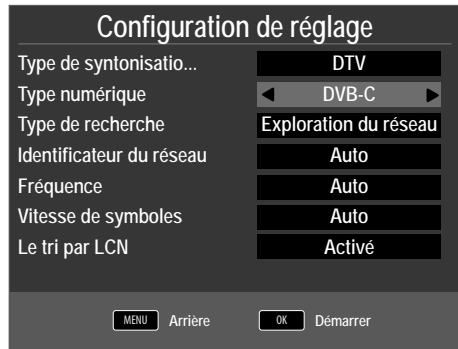 Configuration de réglage
Type de syntonisatio... DTV
Type numérique DVB-C
Type de recherche Exploration du réseau
Identificateur du réseau Auto
Fréquence Auto
Vitesse de symboles Auto
Le tri par LCN Activé
MENU Arrière OK Démarrer